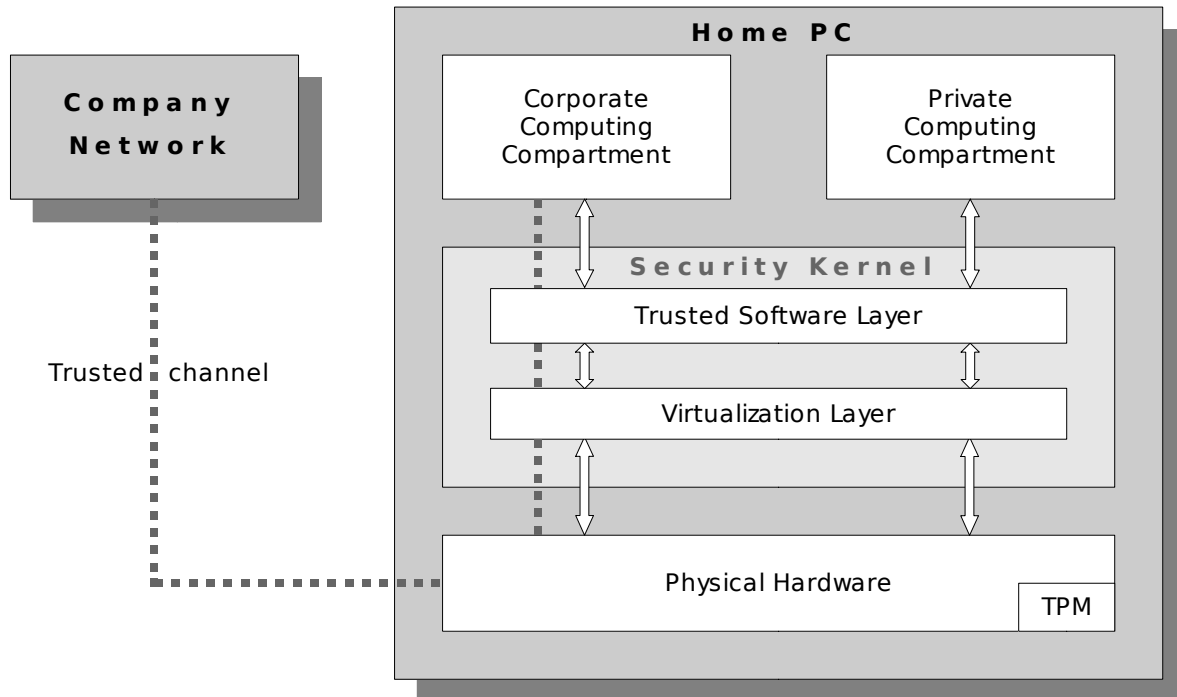 Home PC
Company
Network
Corporate
Computing
Compartment
Private
Computing
Compartment
Security Kernel
Trusted Software Layer
Trusted channel
Virtualization Layer
Physical Hardware
TPM